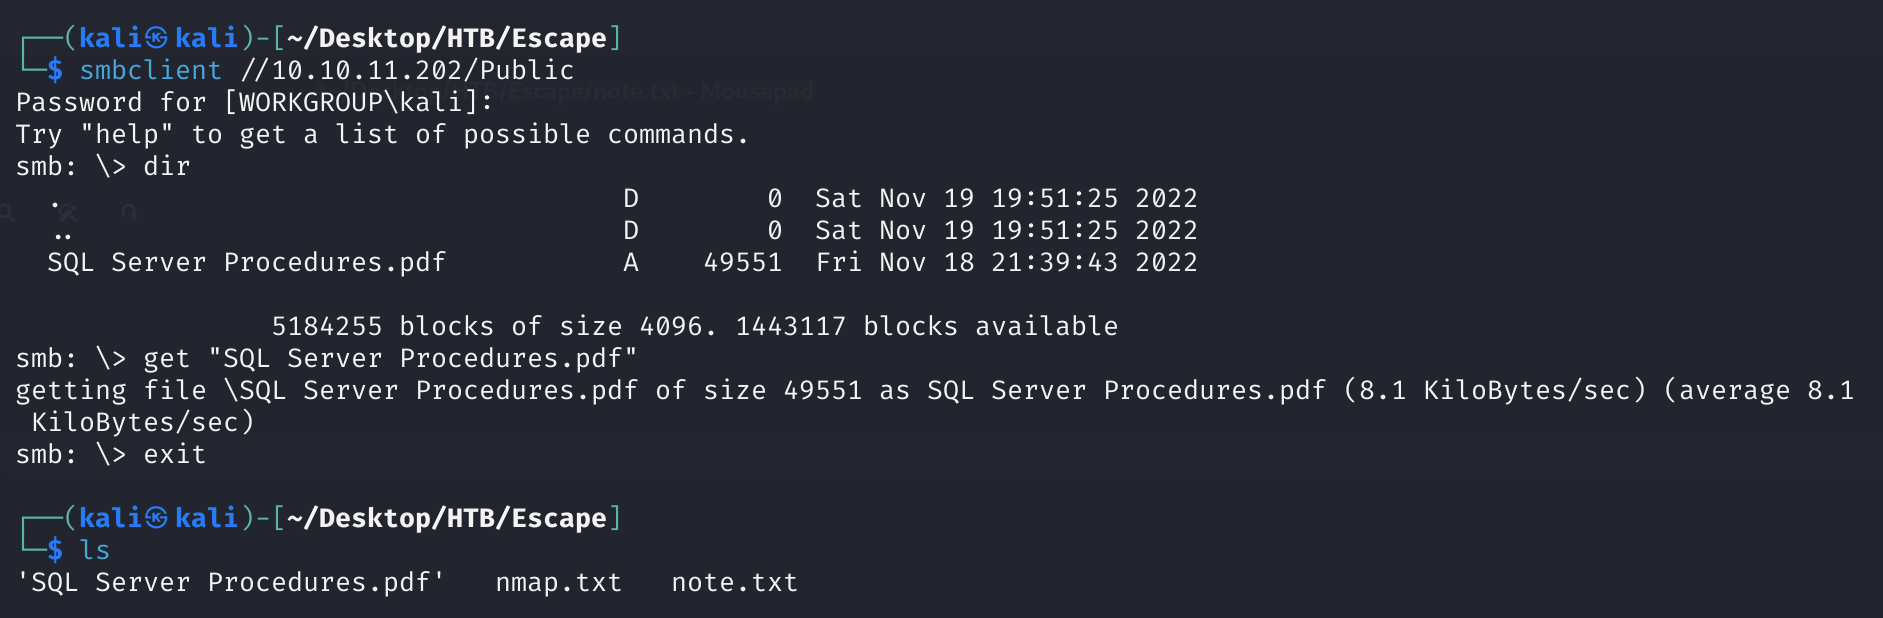 ┌──(kali㉿kali)-[~/Desktop/HTB/Escape]
└─$ smbclient //10.10.11.202/Public
/Escape/note.txt - Mousepad
Password for [WORKGROUP\kali]:
Try "help" to get a list of possible commands.
smb: \> dir
  .                                   D        0  Sat Nov 19 19:51:25 2022
  ..                                  D        0  Sat Nov 19 19:51:25 2022
  SQL Server Procedures.pdf           A    49551  Fri Nov 18 21:39:43 2022
                5184255 blocks of size 4096. 1443117 blocks available
smb: \> get "SQL Server Procedures.pdf"
getting file \SQL Server Procedures.pdf of size 49551 as SQL Server Procedures.pdf (8.1 KiloBytes/sec) (average 8.1
 KiloBytes/sec)
smb: \> exit
┌──(kali㉿kali)-[~/Desktop/HTB/Escape]
└─$ ls
'SQL Server Procedures.pdf'   nmap.txt   note.txt